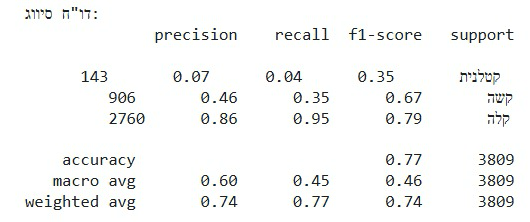 דו"ח סיווג:
precision recall f1-score support
143 0.07 0.04 0.35 קטלנית
906 0.46 0.35 0.67 קשה
2760 0.86 0.95 0.79 קלה
accuracy 0.77 3809
macro avg 0.60 0.45 0.46 3809
weighted avg 0.74 0.77 0.74 3809